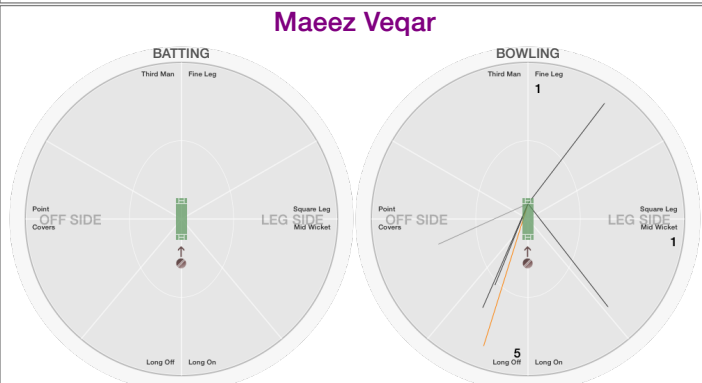 Maeez Veqar
BATTING
Third Man Fine Leg
Point Square Leg
OFF SIDE LEG SIDE
Covers Mid Wicket
Long Off Long On
BOWLING
Third Man Fine Leg
1
Point Square Leg
OFF SIDE LEG SIDE
Covers Mid Wicket
1
5
Long Off Long On